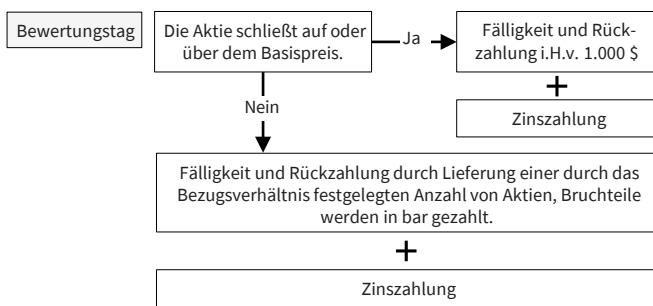 Bewertungstag
Die Aktie schließt auf oder
über dem Basispreis.
Ja
Fälligkeit und Rück-
zahlung i.H.v. 1.000 $
+
Zinszahlung
Nein
Fälligkeit und Rückzahlung durch Lieferung einer durch das
Bezugsverhältnis festgelegten Anzahl von Aktien, Bruchteile
werden in bar gezahlt.
+
Zinszahlung